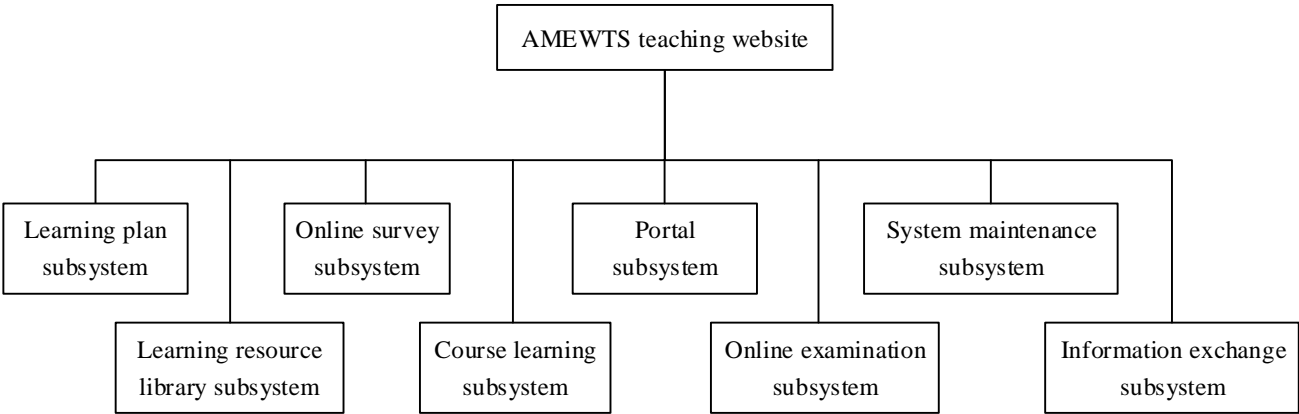 AMEWTS teaching website
Learning plan
subsystem
Online survey
subsystem
Portal
subsystem
System maintenance
subsystem
Learning resource
library subsystem
Course learning
subsystem
Online examination
subsystem
Information exchange
subsystem